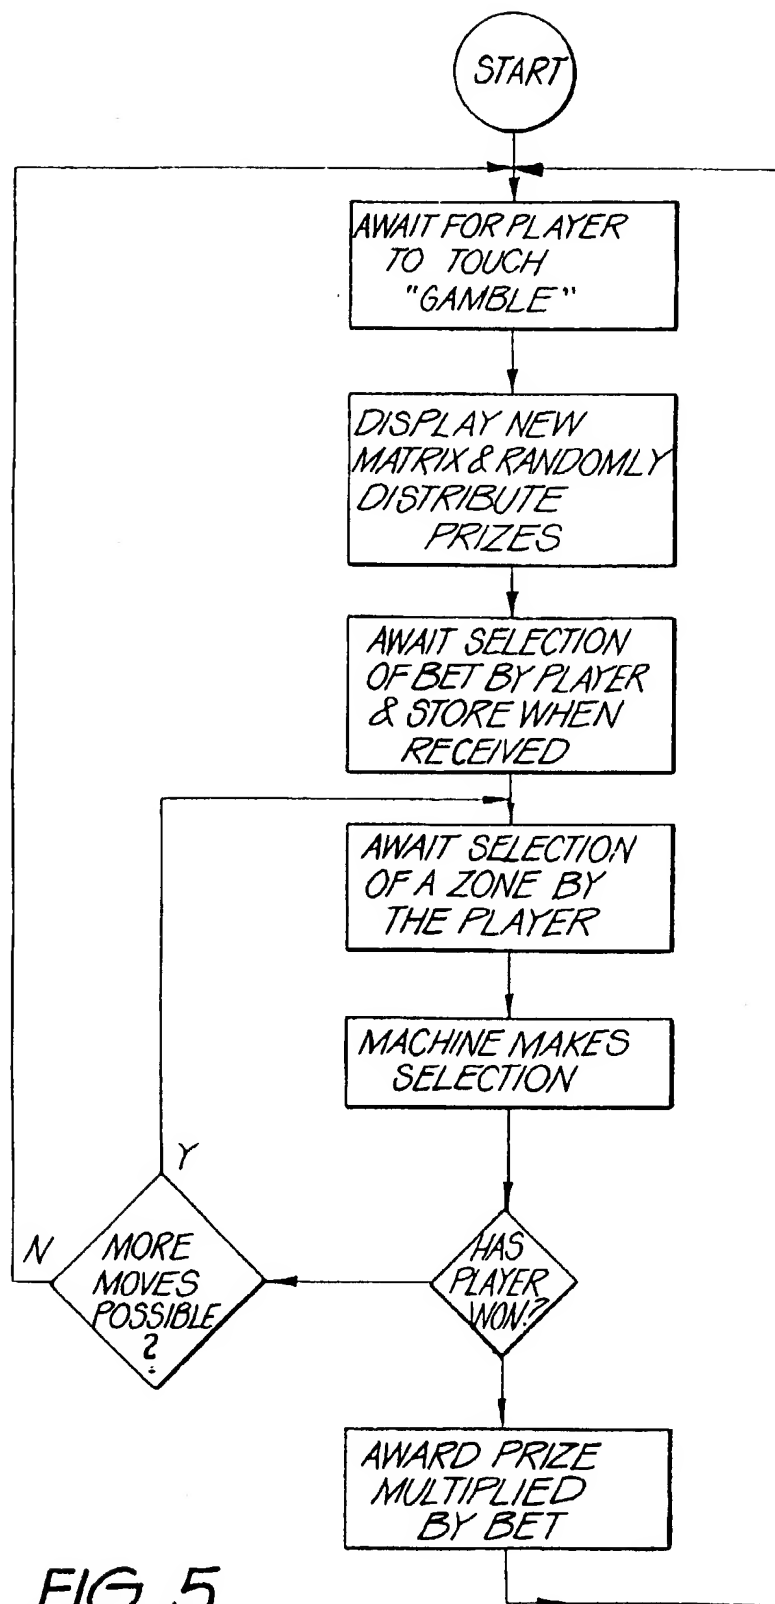 START
AWAIT FOR PLAYER
TO TOUCH
"GAMBLE"
DISPLAY NEW
MATRIX & RANDOMLY
DISTRIBUTE
PRIZES
AWAIT SELECTION
OF BET BY PLAYER
& STORE WHEN
RECEIVED
AWAIT SELECTION
OF A ZONE BY
THE PLAYER
MACHINE MAKES
SELECTION
Y
N
MORE
MOVES
POSSIBLE
?
HAS
PLAYER
WON?
AWARD PRIZE
MULTIPLIED
BY BET
FIG. 5